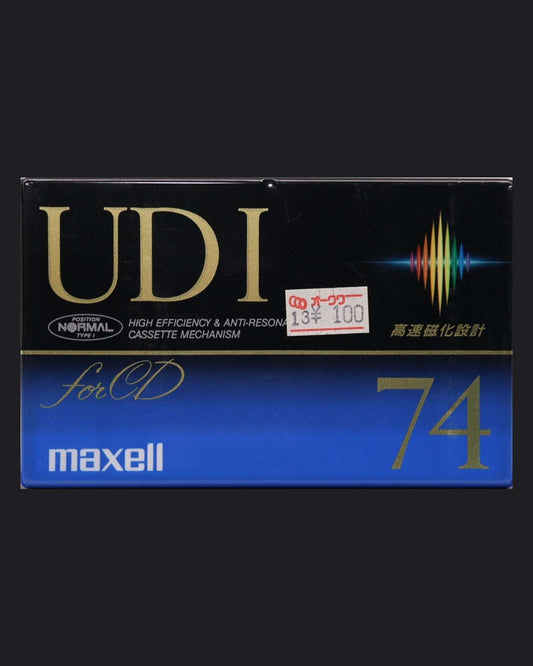 UD I
POSITION
NORMAL
TYPE I
HIGH EFFICIENCY & ANTI-RESONA
CASSETTE MECHANISM
オークワ
13¥ 100
高速磁化設計
for CD
74
maxell